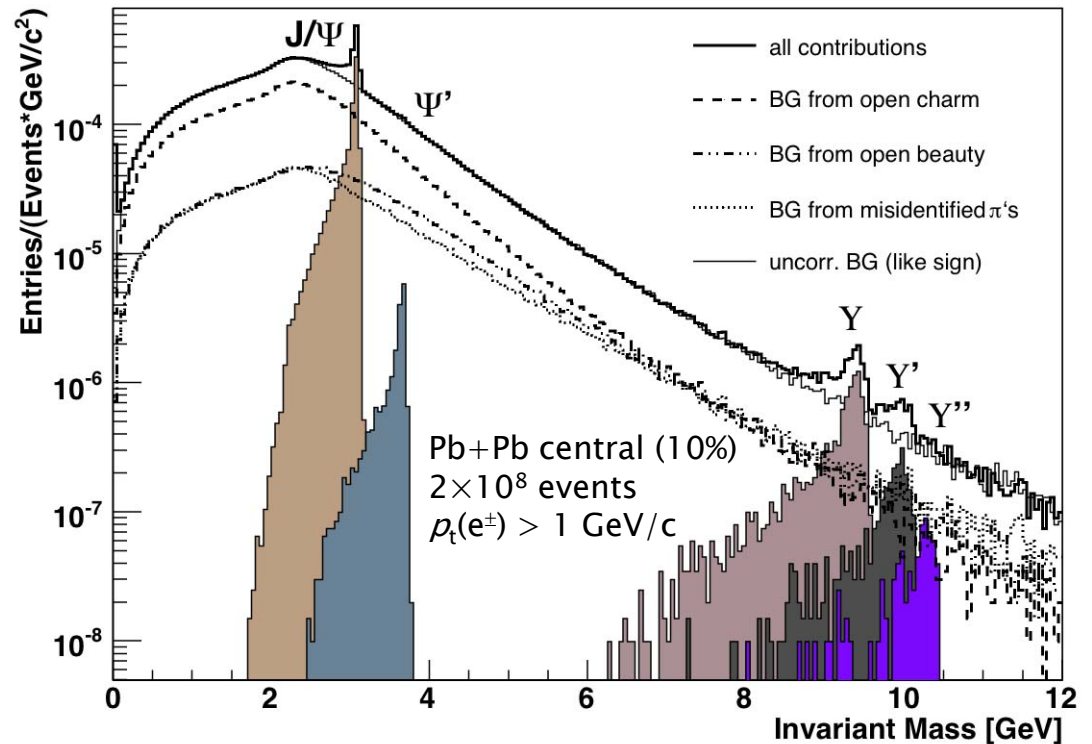 Entries/(Events*GeV/c²)
10⁻⁴
10⁻⁵
10⁻⁶
10⁻⁷
10⁻⁸
J/Ψ
Ψ'
all contributions
BG from open charm
BG from open beauty
BG from misidentified π's
uncorr. BG (like sign)
Υ
Υ'
Υ''
Pb+Pb central (10%)
2×10⁸ events
pₜ(e±) > 1 GeV/c
0 2 4 6 8 10 12
Invariant Mass [GeV]